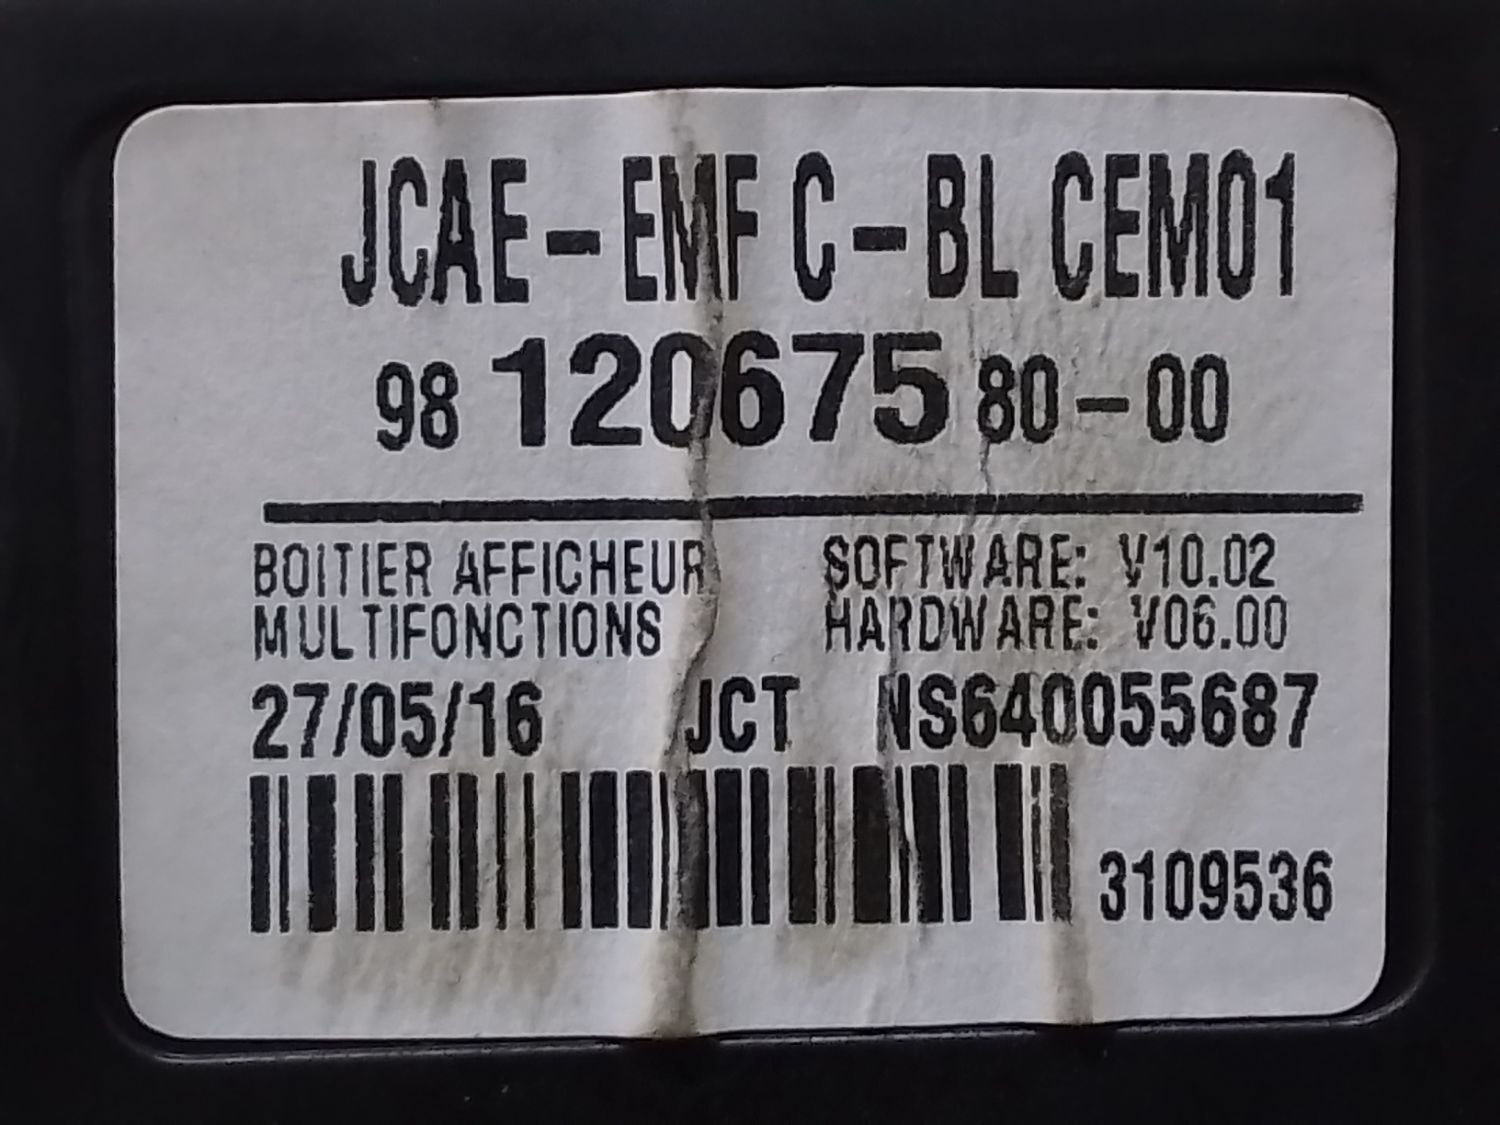 JCAE-EMF C-BL CEM01
98 120675 80-00
BOITIER AFFICHEUR SOFTWARE: V10.02
MULTIFONCTIONS HARDWARE: V06.00
27/05/16 JCT NS640055687
3109536